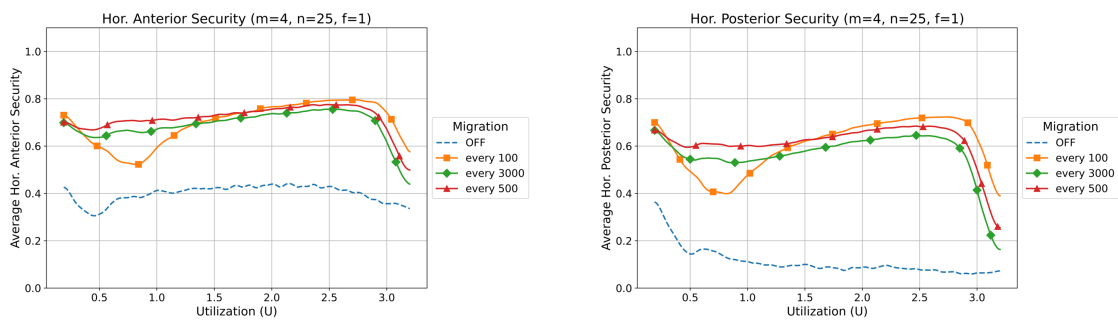 Hor. Anterior Security (m=4, n=25, f=1)
Average Hor. Anterior Security
1.0
0.8
0.6
0.4
0.2
0.0
0.5 1.0 1.5 2.0 2.5 3.0
Utilization (U)
Migration
OFF
every 100
every 3000
every 500
Hor. Posterior Security (m=4, n=25, f=1)
Average Hor. Posterior Security
1.0
0.8
0.6
0.4
0.2
0.0
0.5 1.0 1.5 2.0 2.5 3.0
Utilization (U)
Migration
OFF
every 100
every 3000
every 500